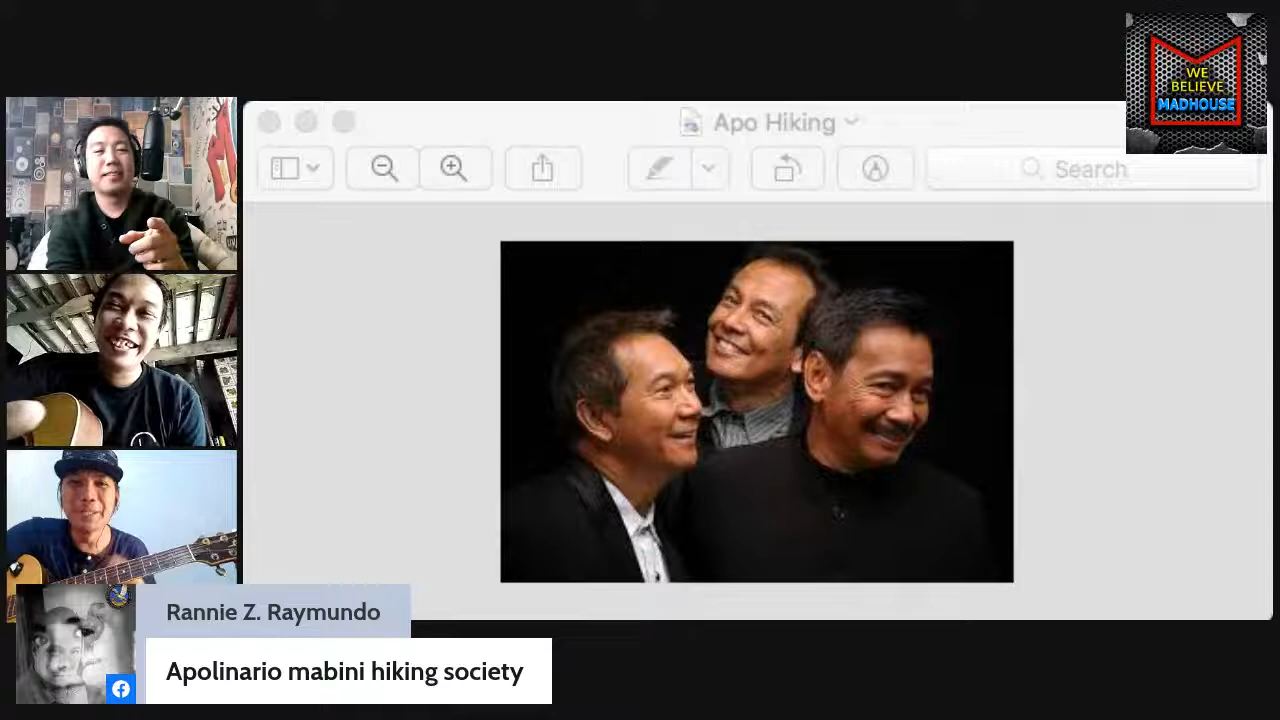 WE
BELIEVE
MADHOUSE
Apo Hiking
Search
Rannie Z. Raymundo
Apolinario mabini hiking society